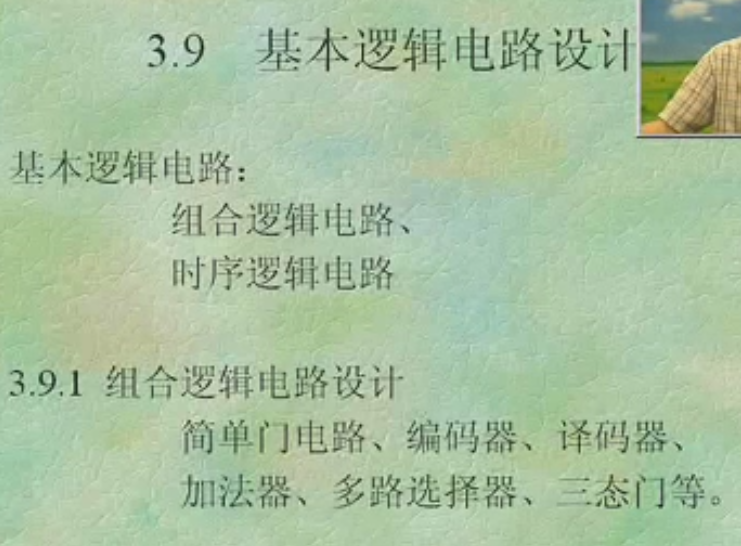 3.9 基本逻辑电路设计
基本逻辑电路:
组合逻辑电路、
时序逻辑电路
3.9.1 组合逻辑电路设计
简单门电路、编码器、译码器、
加法器、多路选择器、三态门等。